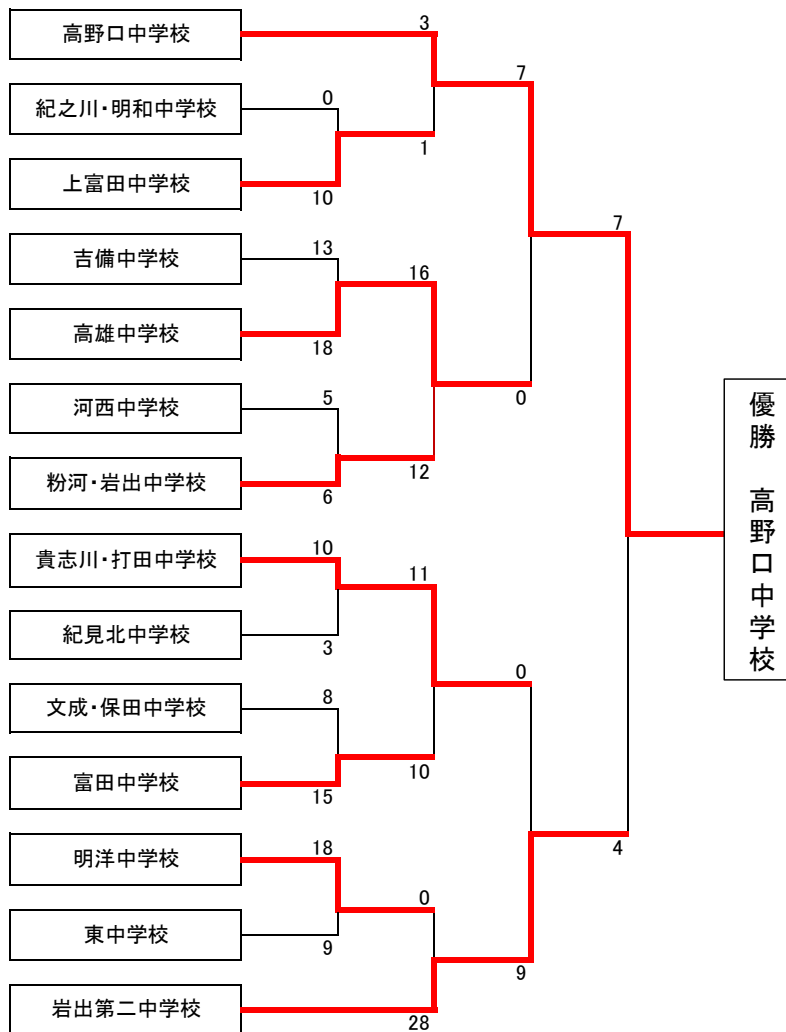 高野口中学校
3
7
紀之川・明和中学校
0
1
上富田中学校
10
7
吉備中学校
13
16
高雄中学校
18
0
河西中学校
5
12
粉河・岩出中学校
6
優勝 高野口中学校
貴志川・打田中学校
10
11
紀見北中学校
3
0
文成・保田中学校
8
10
富田中学校
15
4
明洋中学校
18
0
東中学校
9
9
岩出第二中学校
28